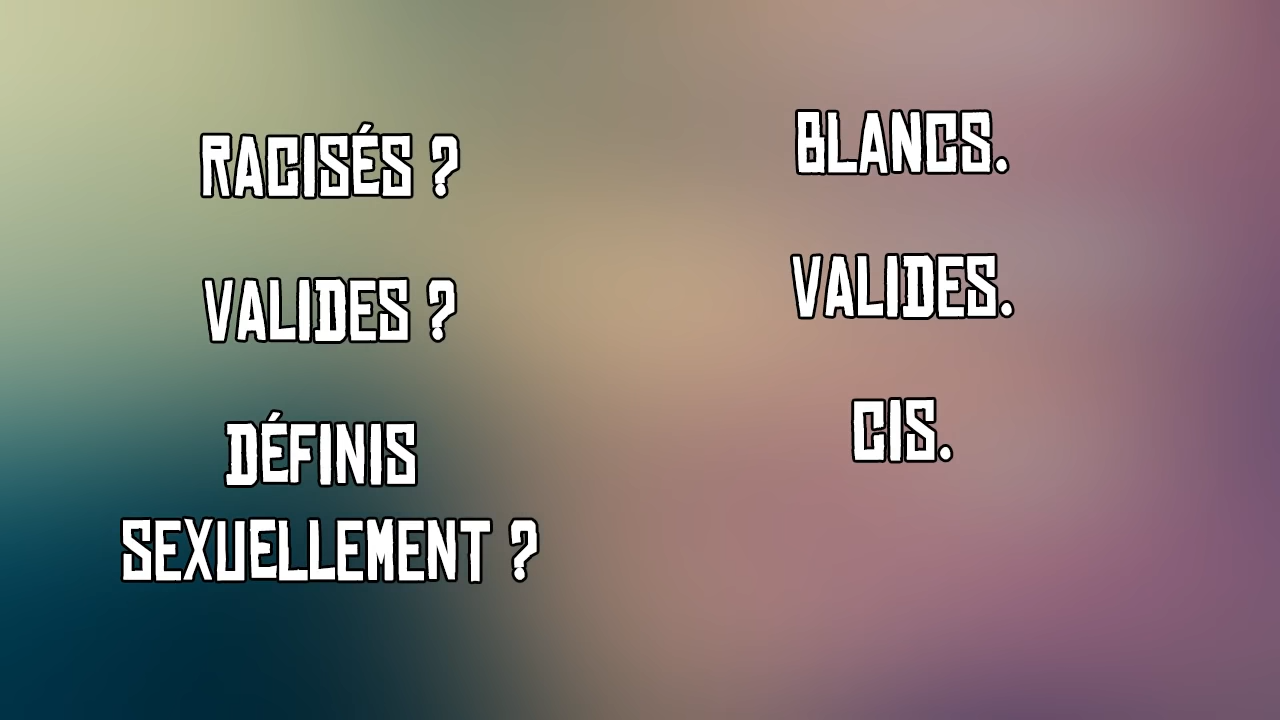 RACISÉS ?
VALIDES ?
DÉFINIS
SEXUELLEMENT ?
BLANCS.
VALIDES.
CIS.